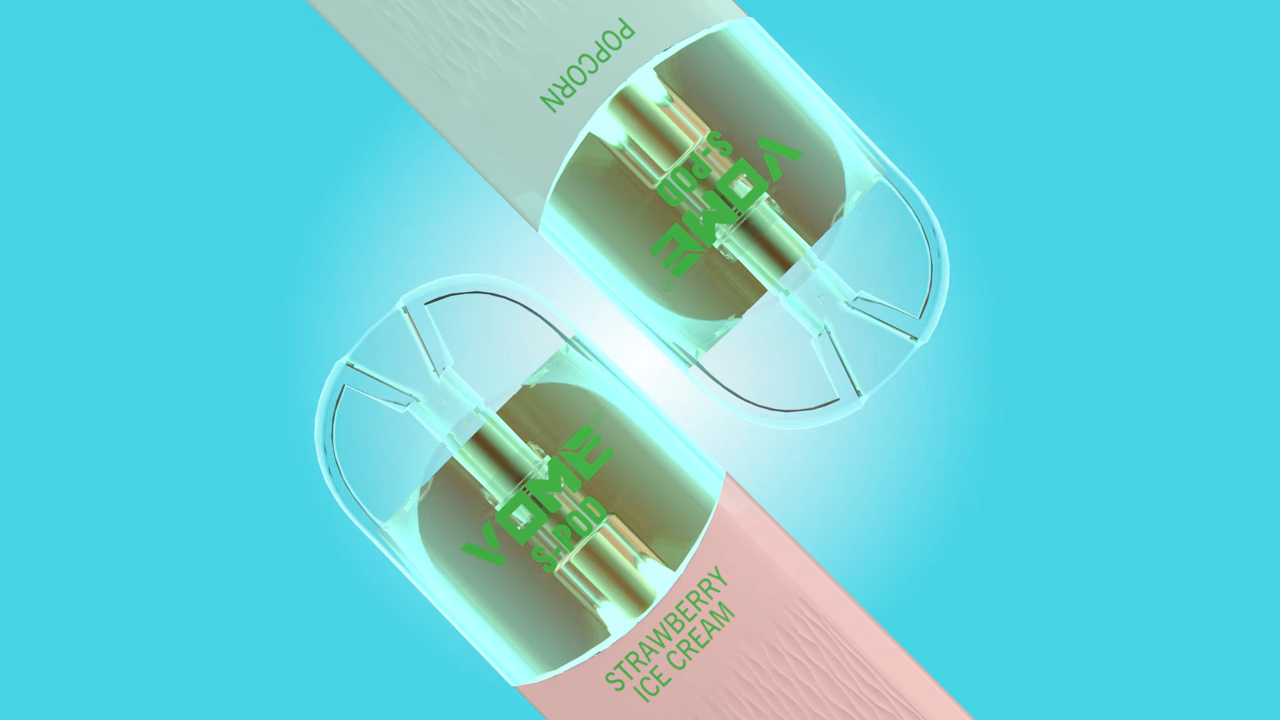 POPCORN
S-POD
VOME
VOME
S-POD
STRAWBERRY
ICE CREAM